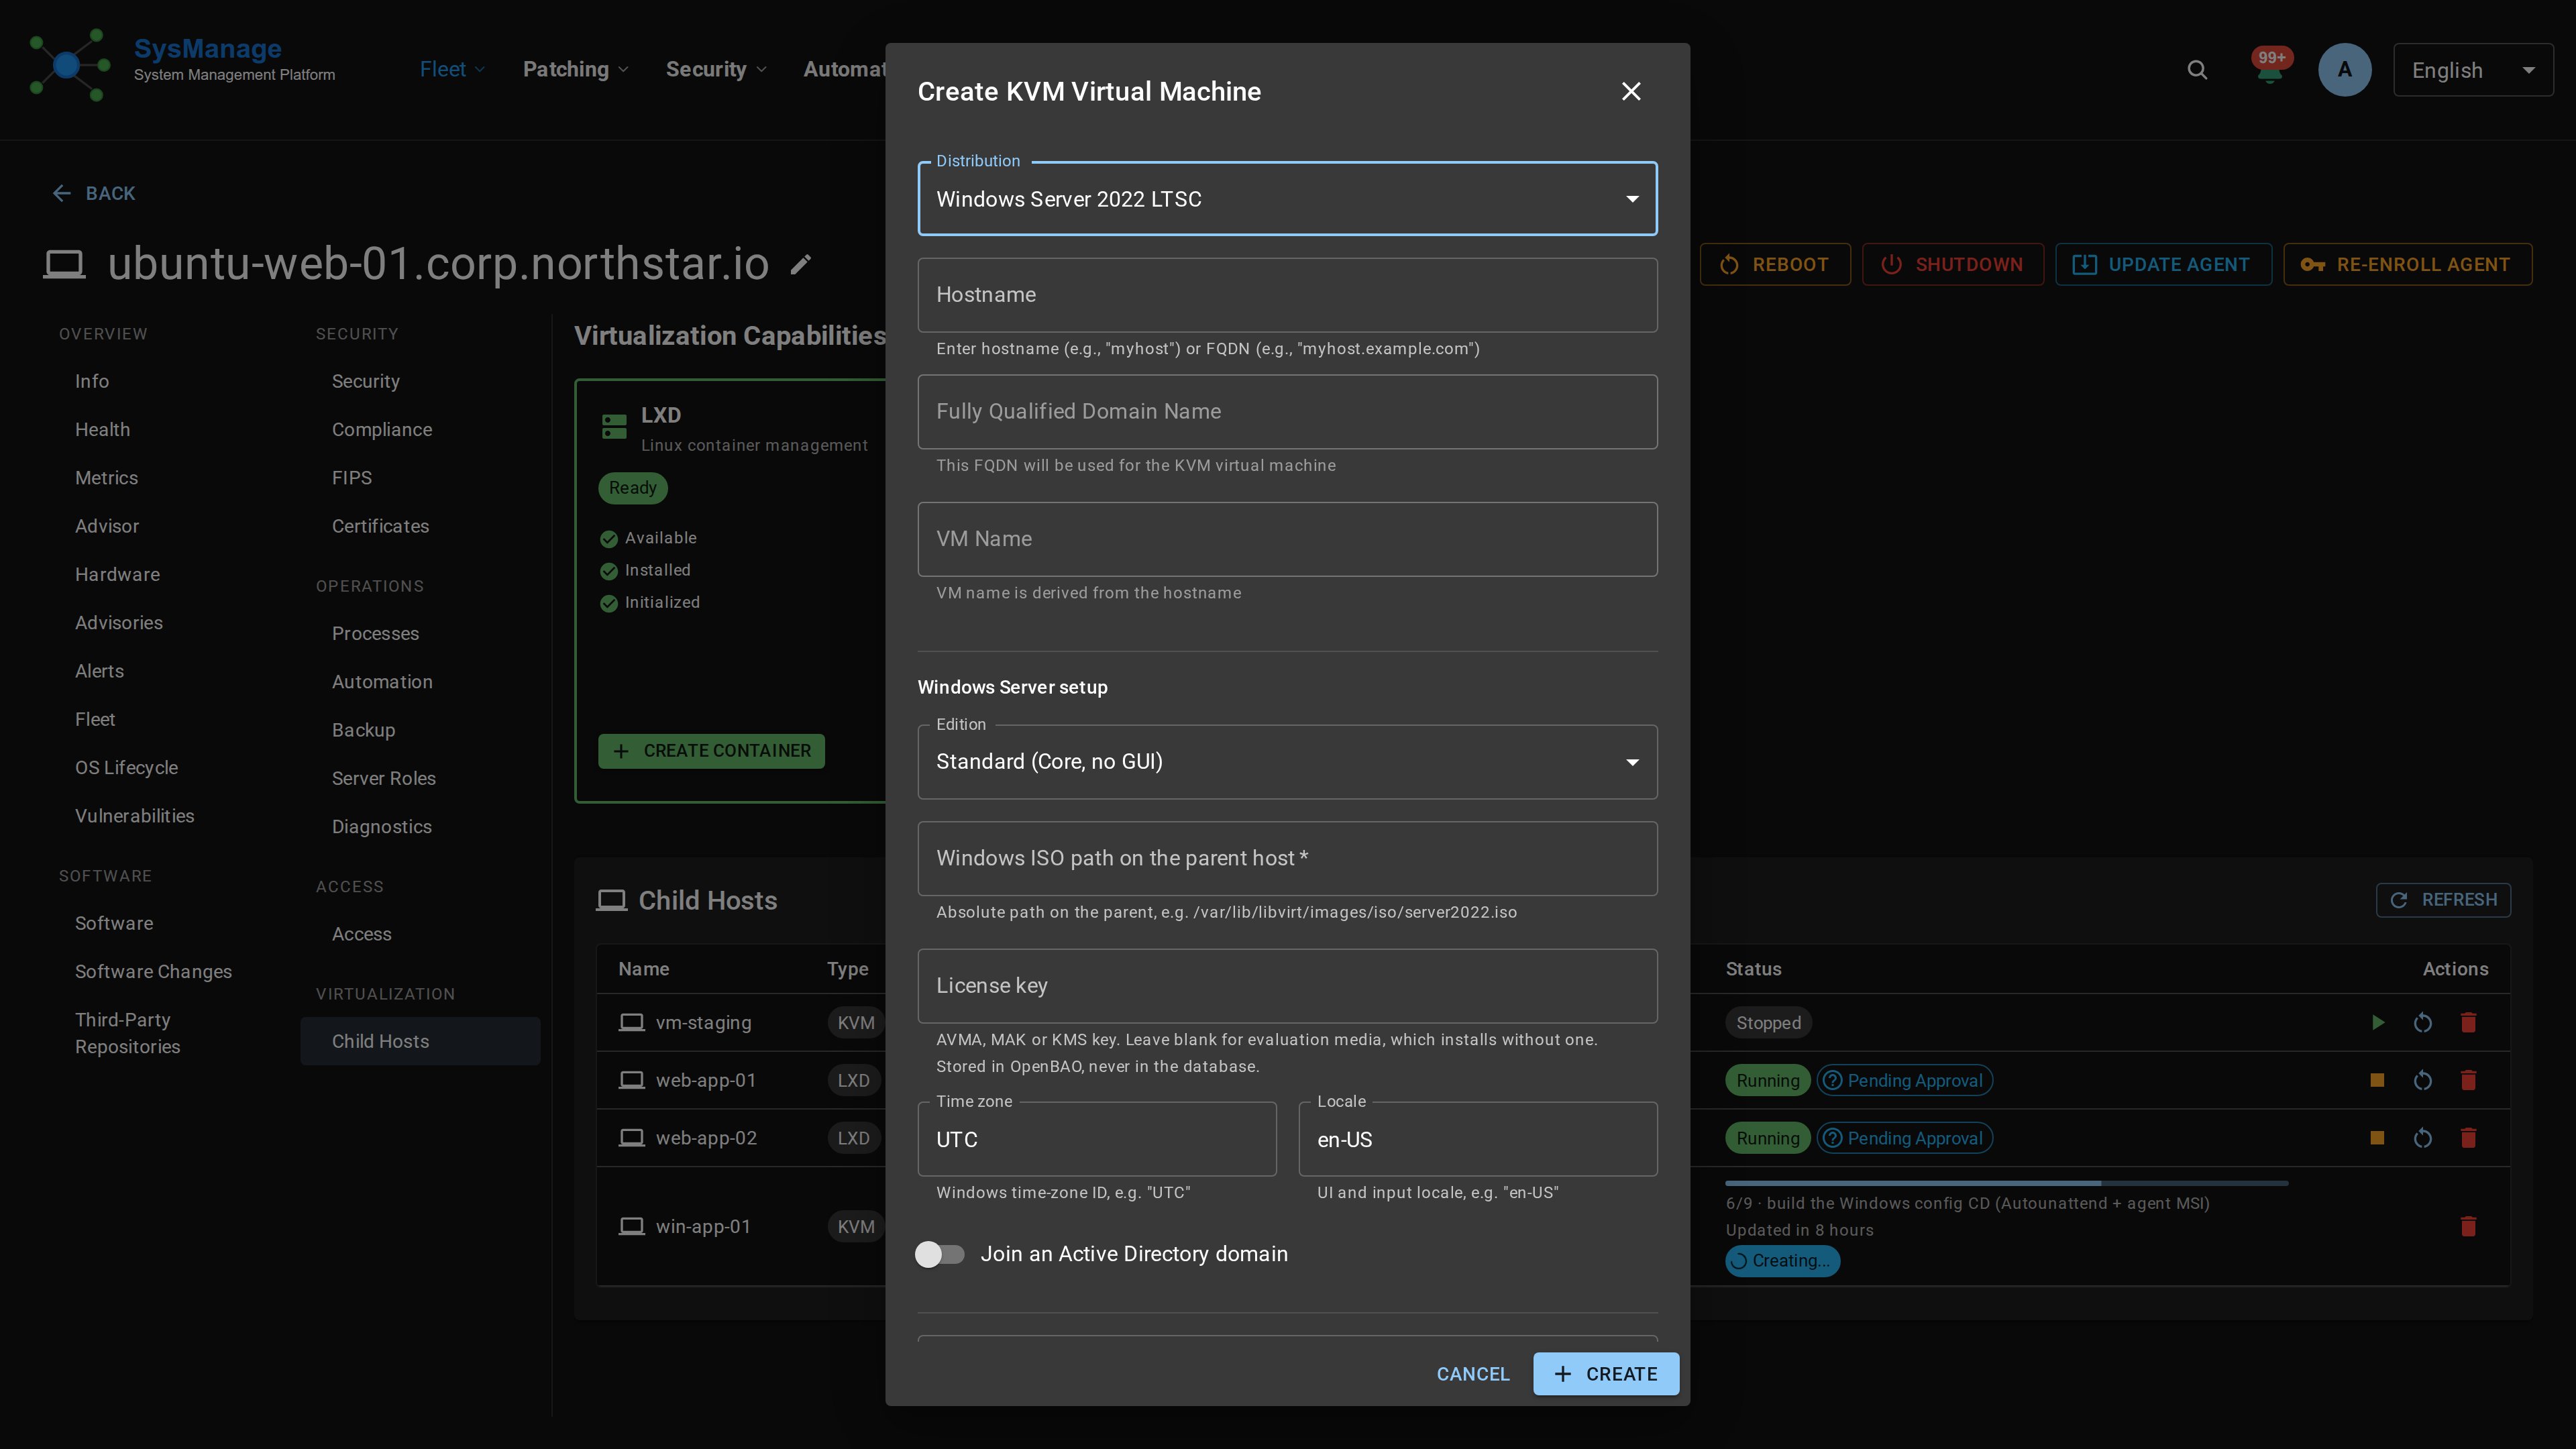 SysManage
System Management Platform
Fleet
Patching
Security
Automat
99+
A
English
BACK
ubuntu-web-01.corp.northstar.io
REBOOT
SHUTDOWN
UPDATE AGENT
RE-ENROLL AGENT
OVERVIEW
Info
Health
Metrics
Advisor
Hardware
Advisories
Alerts
Fleet
OS Lifecycle
Vulnerabilities
SOFTWARE
Software
Software Changes
Third-Party
Repositories
SECURITY
Security
Compliance
FIPS
Certificates
OPERATIONS
Processes
Automation
Backup
Server Roles
Diagnostics
ACCESS
Access
VIRTUALIZATION
Child Hosts
Virtualization Capabilities
LXD
Linux container management
Ready
Available
Installed
Initialized
CREATE CONTAINER
Child Hosts
REFRESH
Name Type Status Actions
vm-staging KVM Stopped
web-app-01 LXD Running Pending Approval
web-app-02 LXD Running Pending Approval
win-app-01 KVM
6/9 · build the Windows config CD (Autounattend + agent MSI)
Updated in 8 hours
Creating...
Create KVM Virtual Machine
Distribution
Windows Server 2022 LTSC
Hostname
Enter hostname (e.g., "myhost") or FQDN (e.g., "myhost.example.com")
Fully Qualified Domain Name
This FQDN will be used for the KVM virtual machine
VM Name
VM name is derived from the hostname
Windows Server setup
Edition
Standard (Core, no GUI)
Windows ISO path on the parent host *
Absolute path on the parent, e.g. /var/lib/libvirt/images/iso/server2022.iso
License key
AVMA, MAK or KMS key. Leave blank for evaluation media, which installs without one.
Stored in OpenBAO, never in the database.
Time zone
UTC
Windows time-zone ID, e.g. "UTC"
Locale
en-US
UI and input locale, e.g. "en-US"
Join an Active Directory domain
CANCEL
CREATE